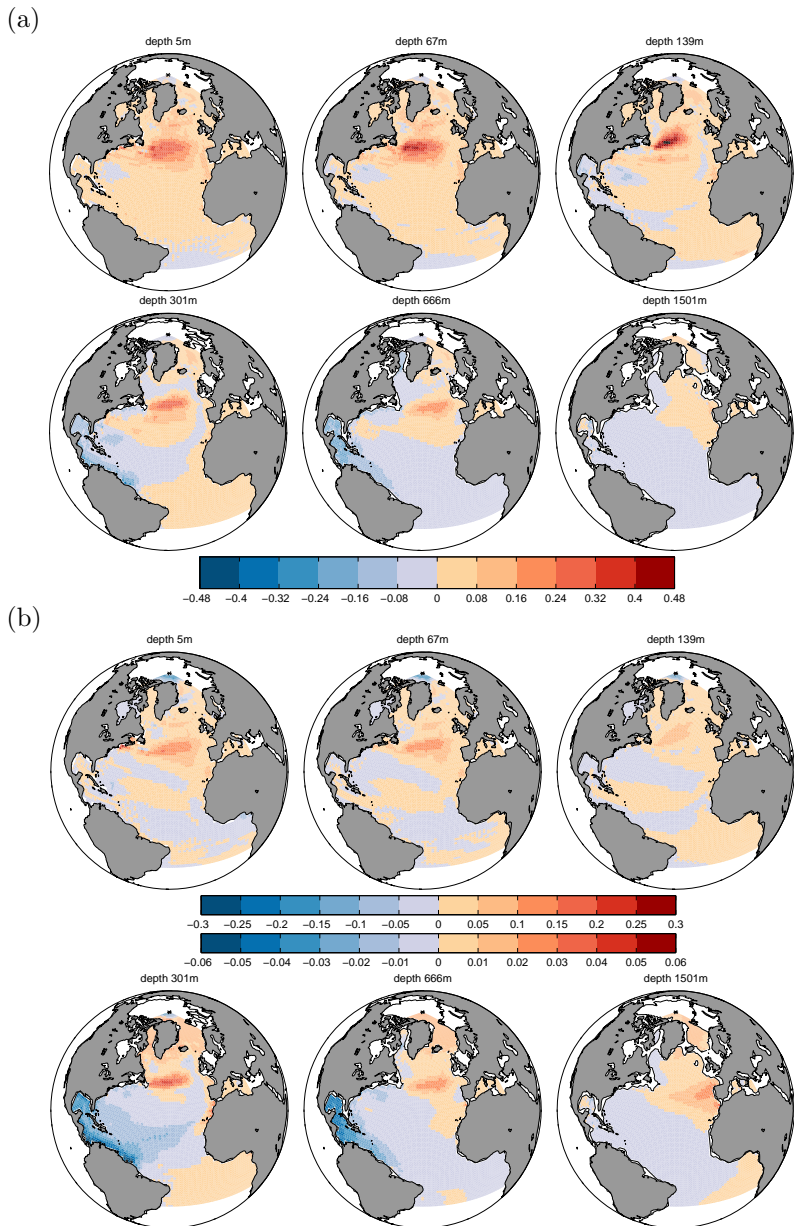 (a)
depth 5m depth 67m depth 139m
depth 301m depth 666m depth 1501m
−0.48 −0.4 −0.32 −0.24 −0.16 −0.08 0 0.08 0.16 0.24 0.32 0.4 0.48
(b)
depth 5m depth 67m depth 139m
−0.3 −0.25 −0.2 −0.15 −0.1 −0.05 0 0.05 0.1 0.15 0.2 0.25 0.3
−0.06 −0.05 −0.04 −0.03 −0.02 −0.01 0 0.01 0.02 0.03 0.04 0.05 0.06
depth 301m depth 666m depth 1501m